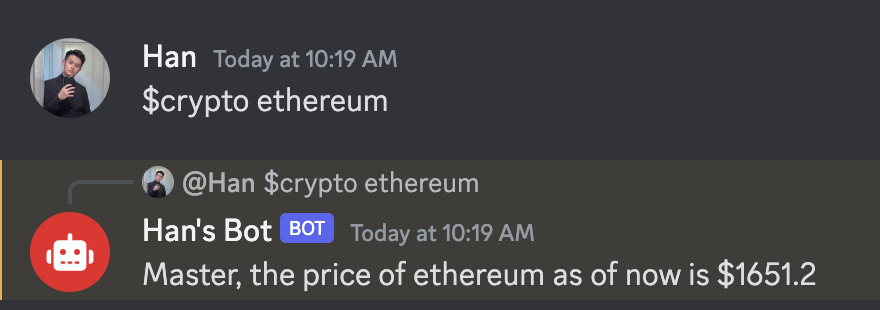 Han Today at 10:19 AM
$crypto ethereum
@Han $crypto ethereum
Han's Bot BOT Today at 10:19 AM
Master, the price of ethereum as of now is $1651.2